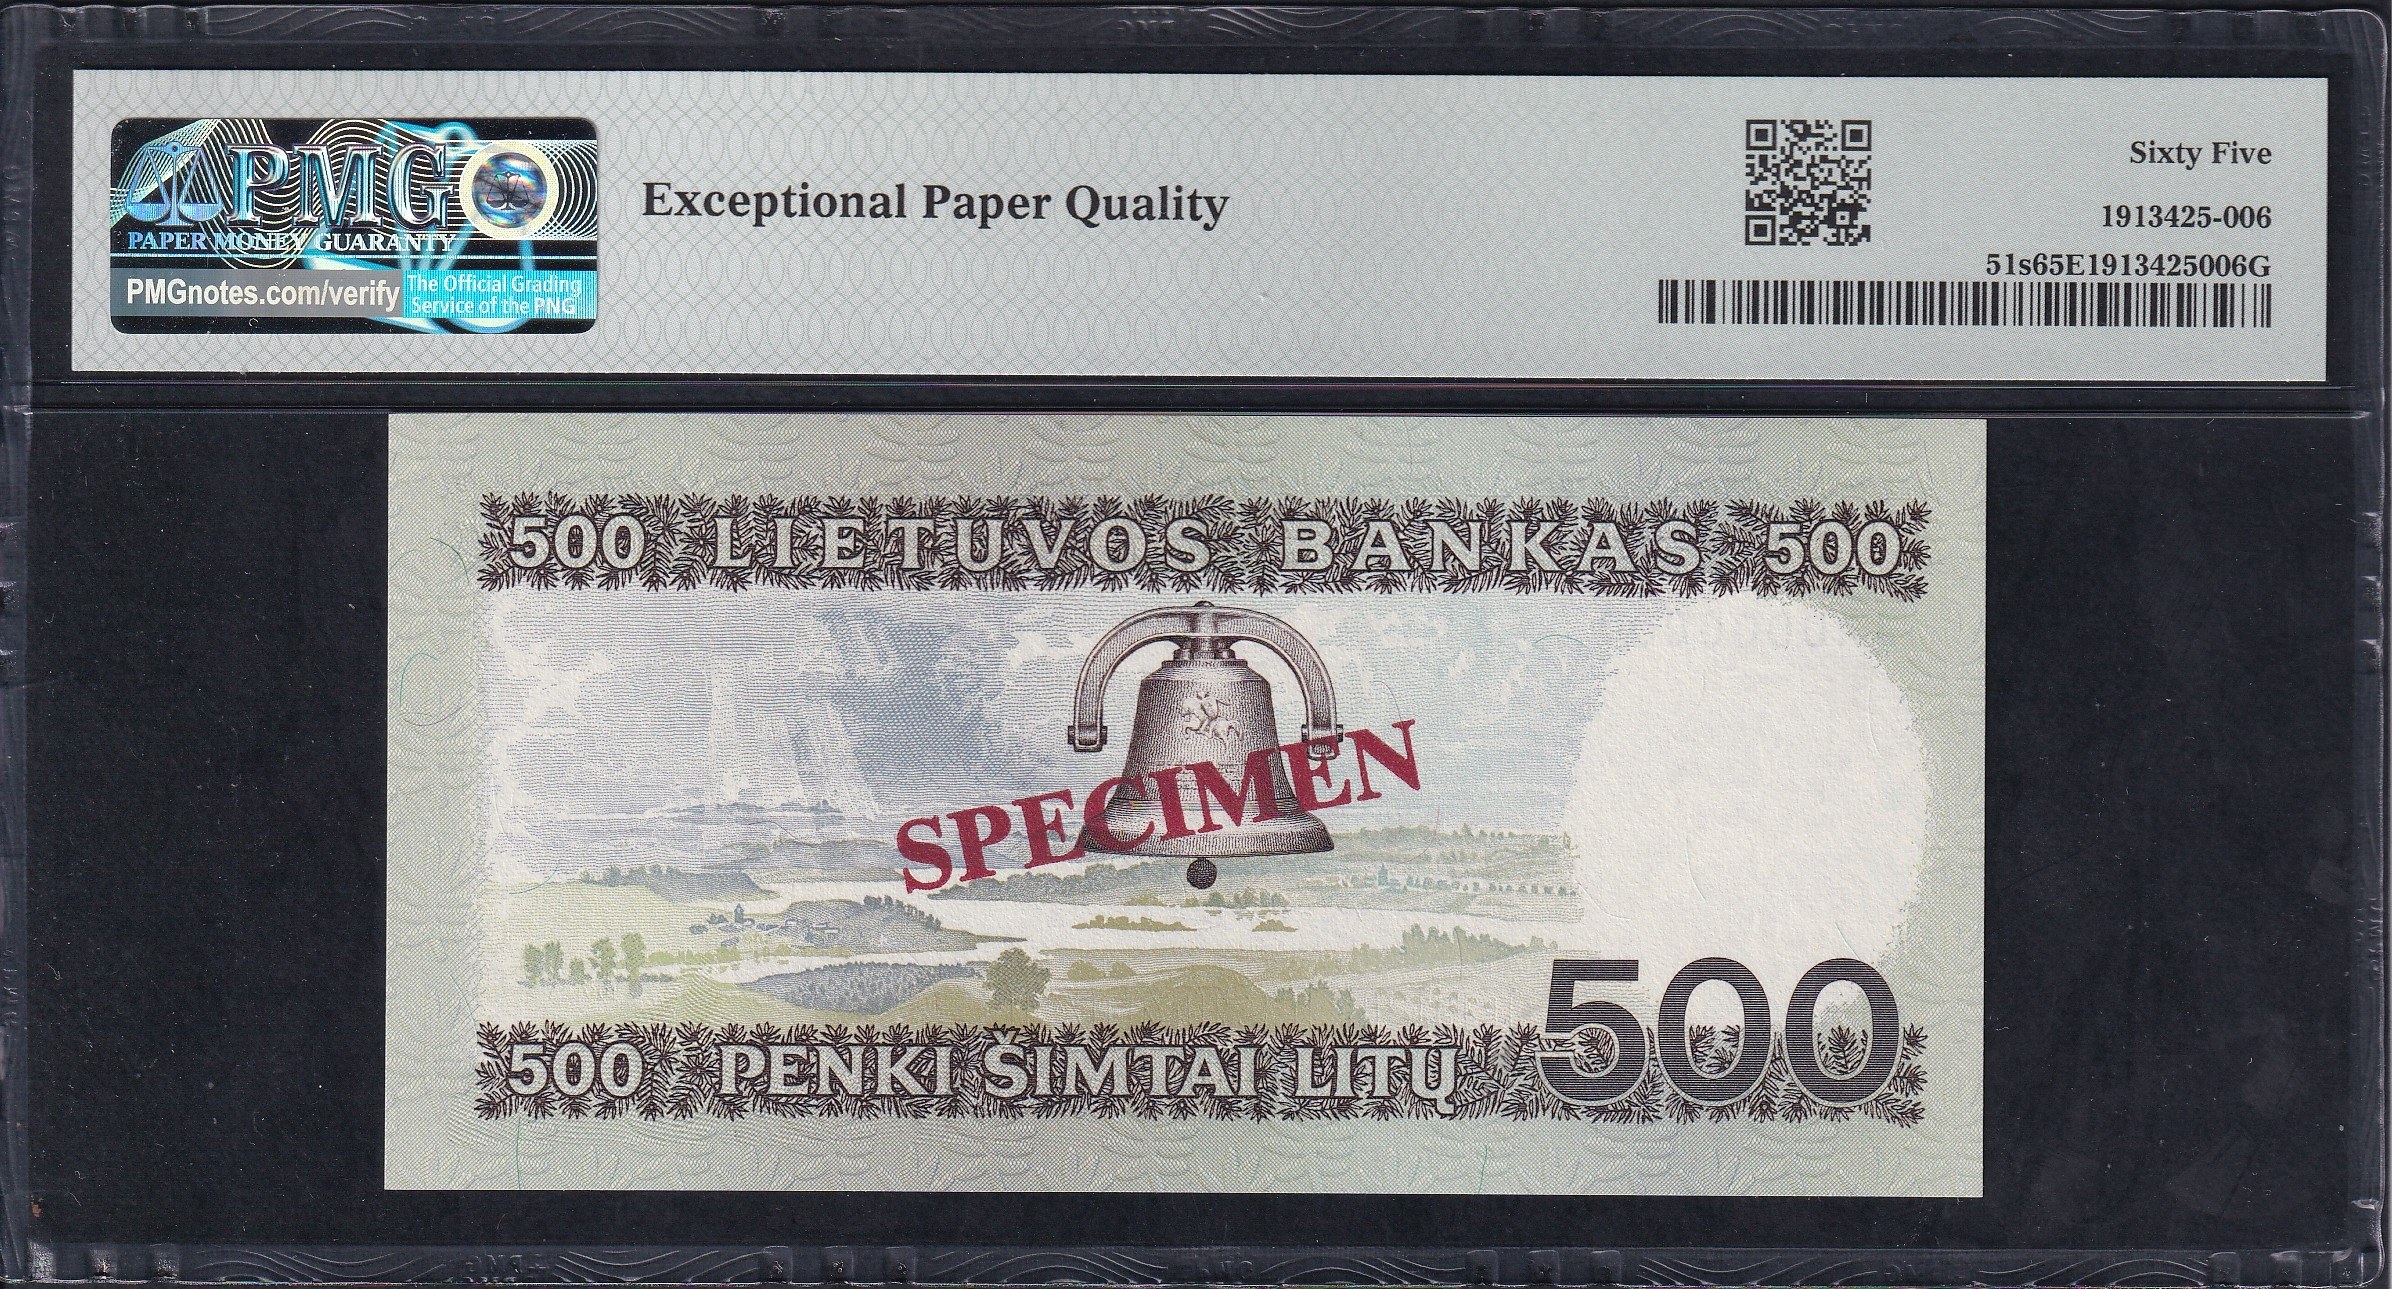 PMG
PAPER MONEY GUARANTY
PMGnotes.com/verify
The Official Grading
Service of the PNG
Exceptional Paper Quality
Sixty Five
1913425-006
51s65E1913425006G
500 LIETUVOS BANKAS 500
SPECIMEN
500
500 PENKI ŠIMTAI LITŲ